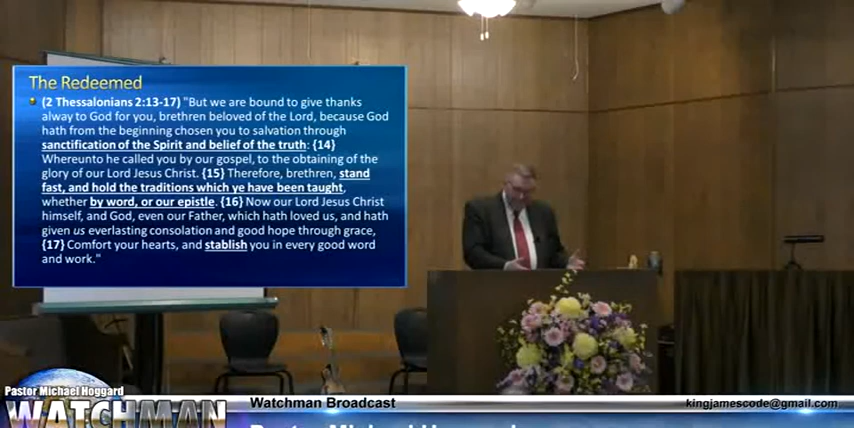 The Redeemed
(2 Thessalonians 2:13-17) "But we are bound to give thanks
alway to God for you, brethren beloved of the Lord, because God
hath from the beginning chosen you to salvation through
sanctification of the Spirit and belief of the truth: {14}
Whereunto he called you by our gospel, to the obtaining of the
glory of our Lord Jesus Christ. {15} Therefore, brethren, stand
fast, and hold the traditions which ye have been taught,
whether by word, or our epistle. {16} Now our Lord Jesus Christ
himself, and God, even our Father, which hath loved us, and hath
given us everlasting consolation and good hope through grace,
{17} Comfort your hearts, and stablish you in every good word
and work."
Pastor Michael Hoggard
WATCHMAN
Watchman Broadcast
kingjamescode@gmail.com